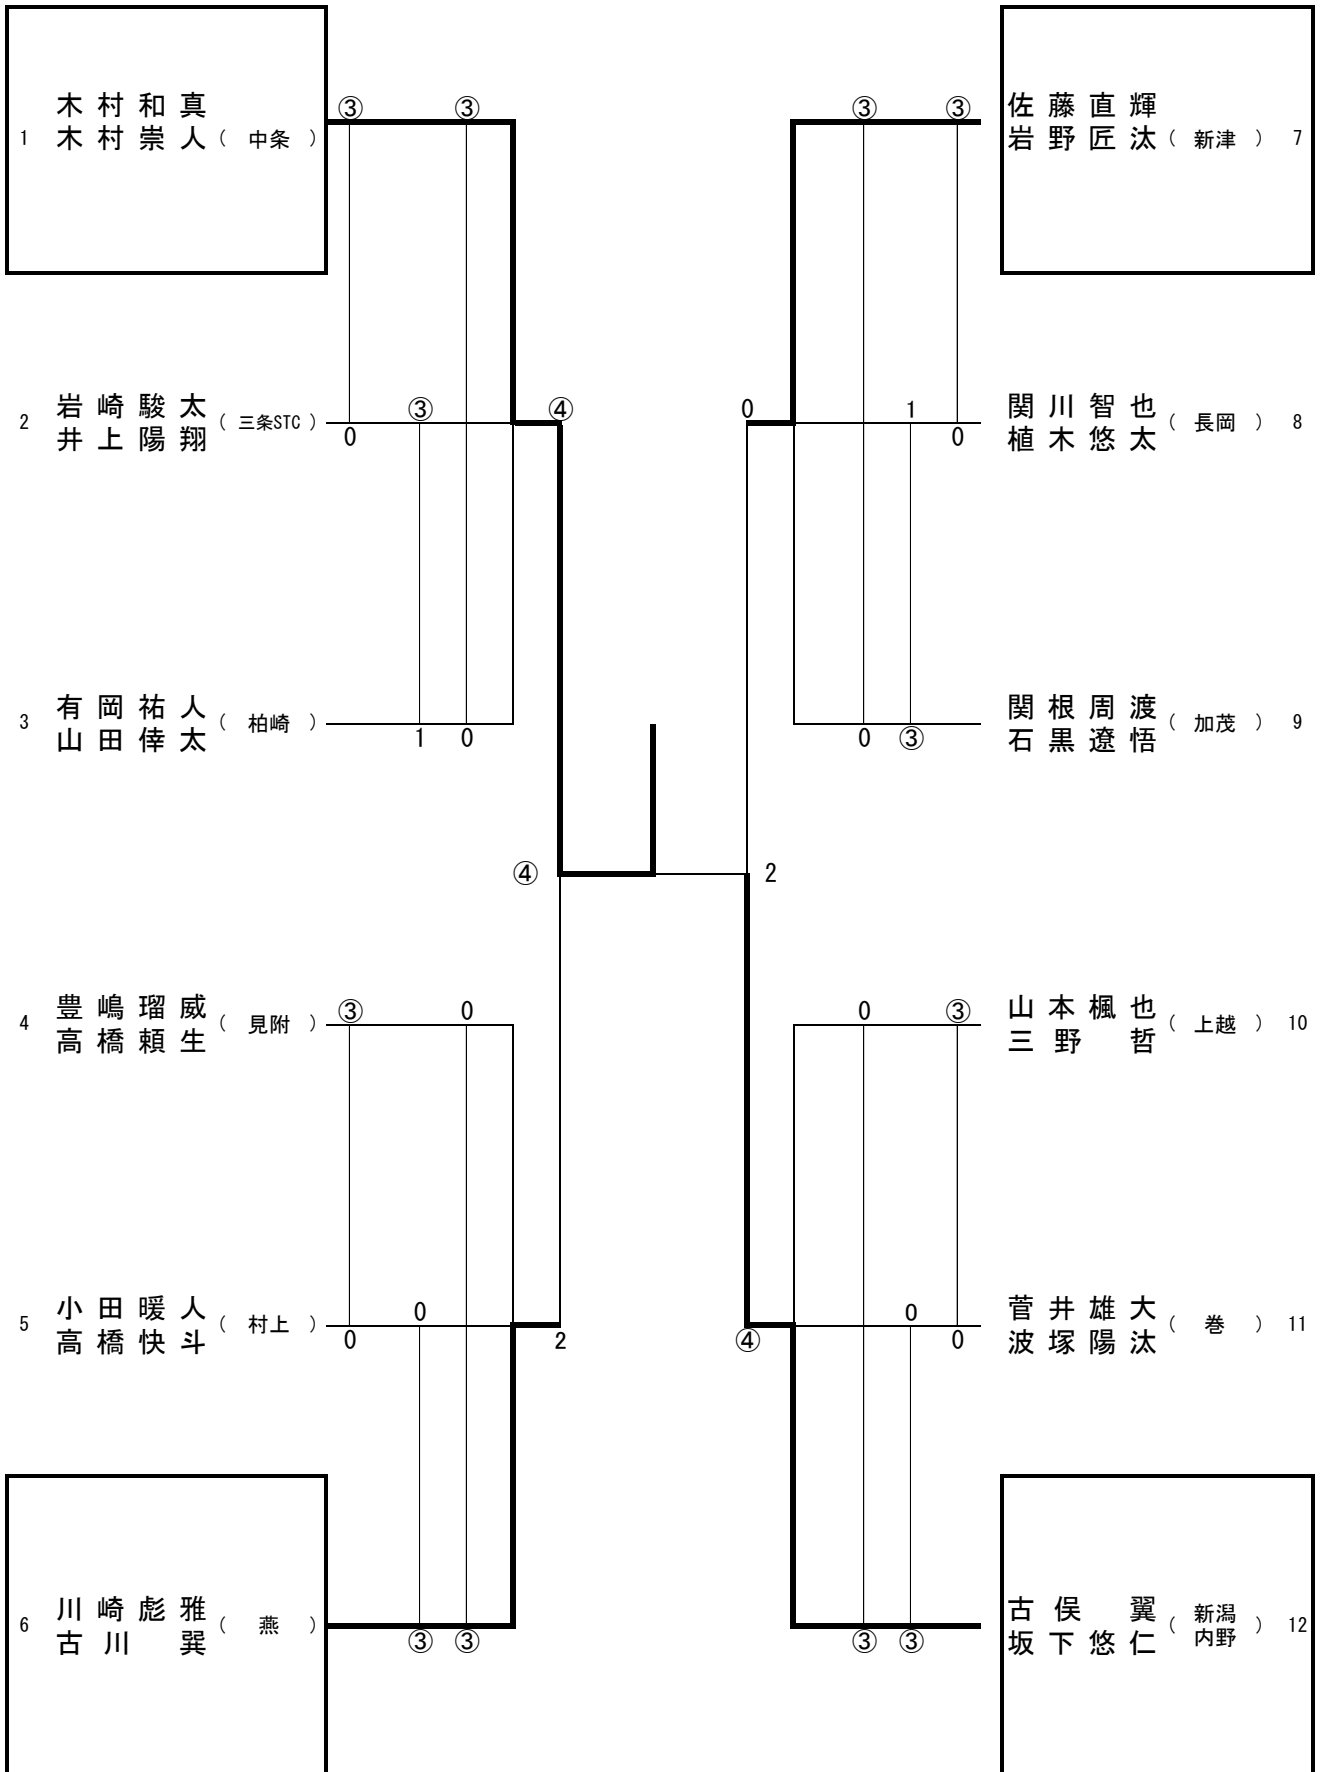 木村和真
1 木村崇人（ 中条 ）
③ ③
③ ③
佐藤直輝
岩野匠汰（ 新津 ） 7
2 岩崎駿太
井上陽翔（ 三条STC ）
0 ③ ④
0 1 0
関川智也
植木悠太（ 長岡 ） 8
3 有岡祐人
山田倖太（ 柏崎 ）
1 0
0 ③
関根周渡
石黒遼悟（ 加茂 ） 9
④ 2
4 豊嶋瑠威
高橋頼生（ 見附 ）
③ 0
0 ③
山本楓也
三野 哲（ 上越 ） 10
5 小田暖人
高橋快斗（ 村上 ）
0 0 2
④ 0 0
菅井雄大
波塚陽汰（ 巻 ） 11
6 川崎彪雅
古川 巽（ 燕 ）
③ ③
③ ③
古俣 翼
坂下悠仁（ 新潟
内野 ） 12